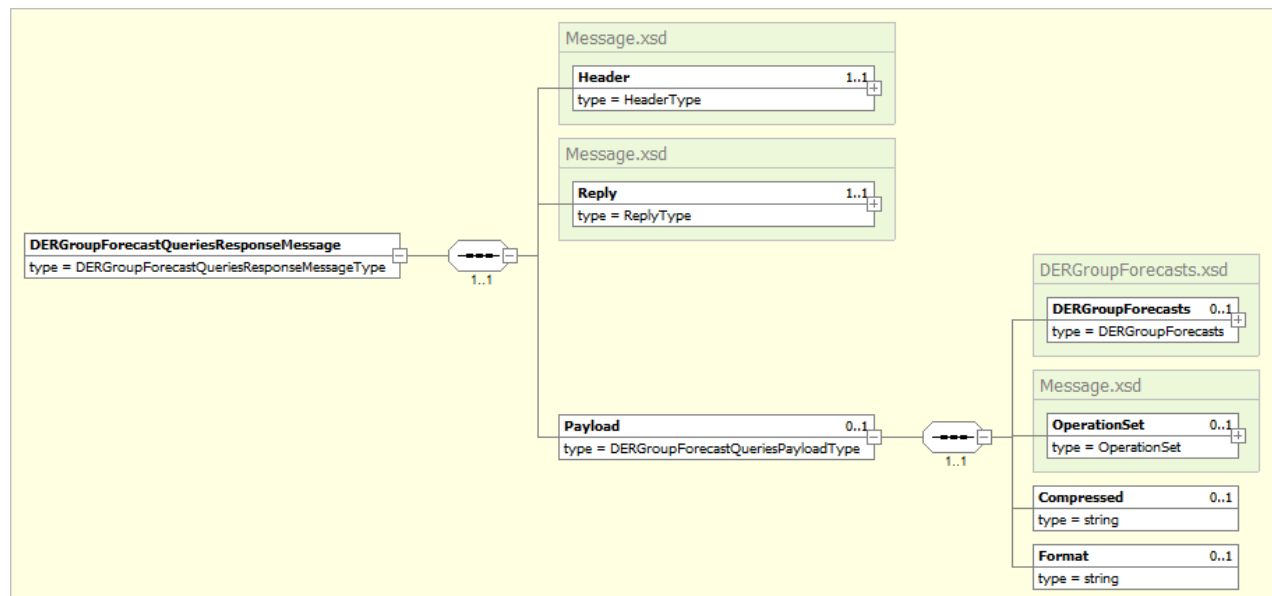 Message.xsd
Header 1..1
type = HeaderType
Message.xsd
Reply 1..1
type = ReplyType
DERGroupForecastQueriesResponseMessage
type = DERGroupForecastQueriesResponseMessageType
1..1
DERGroupForecasts.xsd
DERGroupForecasts 0..1
type = DERGroupForecasts
Message.xsd
Payload 0..1
type = DERGroupForecastQueriesPayloadType
1..1
OperationSet 0..1
type = OperationSet
Compressed 0..1
type = string
Format 0..1
type = string